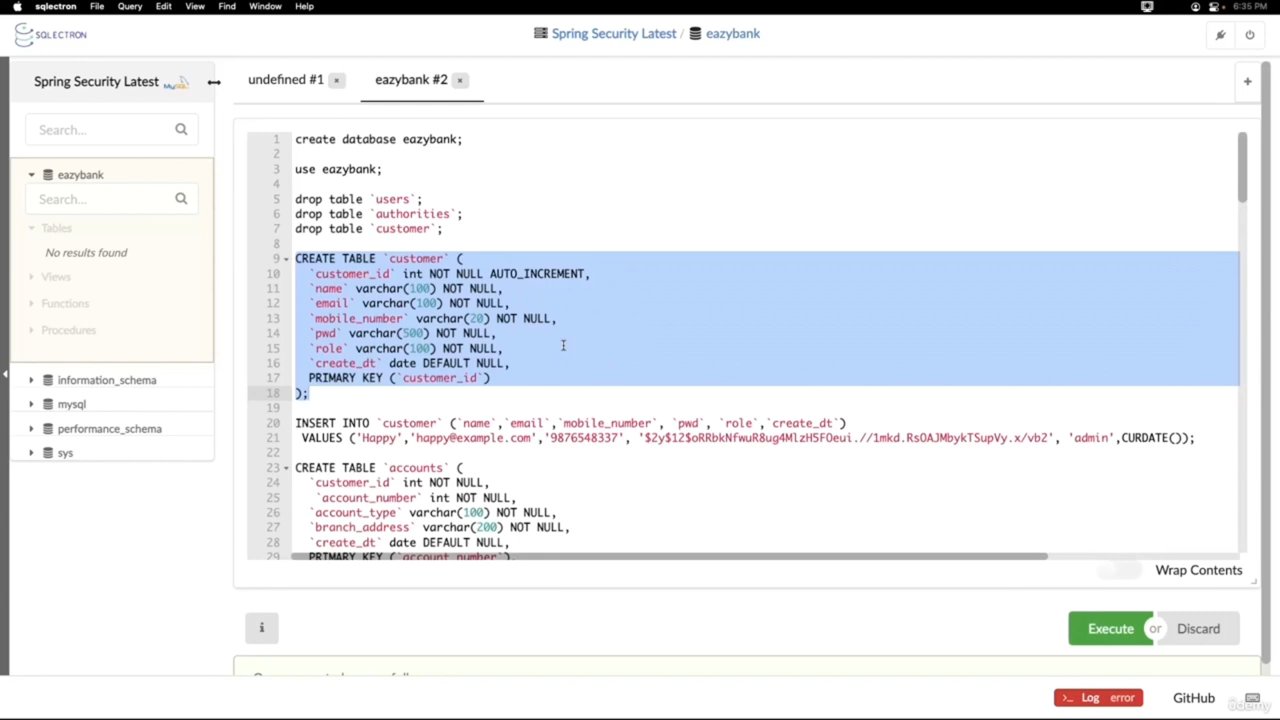 sqlectron File Query Edit View Find Window Help 6:35 PM
SQLECTRON Spring Security Latest / eazybank
Spring Security Latest MySQL undefined #1 × eazybank #2 × +
Search...
eazybank
Search...
Tables
No results found
Views
Functions
Procedures
information_schema
mysql
performance_schema
sys
1 create database eazybank;
2
3 use eazybank;
4
5 drop table `users`;
6 drop table `authorities`;
7 drop table `customer`;
8
9 CREATE TABLE `customer` (
10 `customer_id` int NOT NULL AUTO_INCREMENT,
11 `name` varchar(100) NOT NULL,
12 `email` varchar(100) NOT NULL,
13 `mobile_number` varchar(20) NOT NULL,
14 `pwd` varchar(500) NOT NULL,
15 `role` varchar(100) NOT NULL,
16 `create_dt` date DEFAULT NULL,
17 PRIMARY KEY (`customer_id`)
18 );
19
20 INSERT INTO `customer` (`name`,`email`,`mobile_number`, `pwd`, `role`,`create_dt`)
21 VALUES ('Happy','happy@example.com','9876548337', '$2y$12$oRRbkNfwuR8ug4MlzH5FOeui.//1mkd.RsOAJMbykTSupVy.x/vb2', 'admin',CURDATE());
22
23 CREATE TABLE `accounts` (
24 `customer_id` int NOT NULL,
25 `account_number` int NOT NULL,
26 `account_type` varchar(100) NOT NULL,
27 `branch_address` varchar(200) NOT NULL,
28 `create_dt` date DEFAULT NULL,
29 PRIMARY KEY (`account_number`),
Wrap Contents
Execute or Discard
>_ Log error GitHub
ûdemy